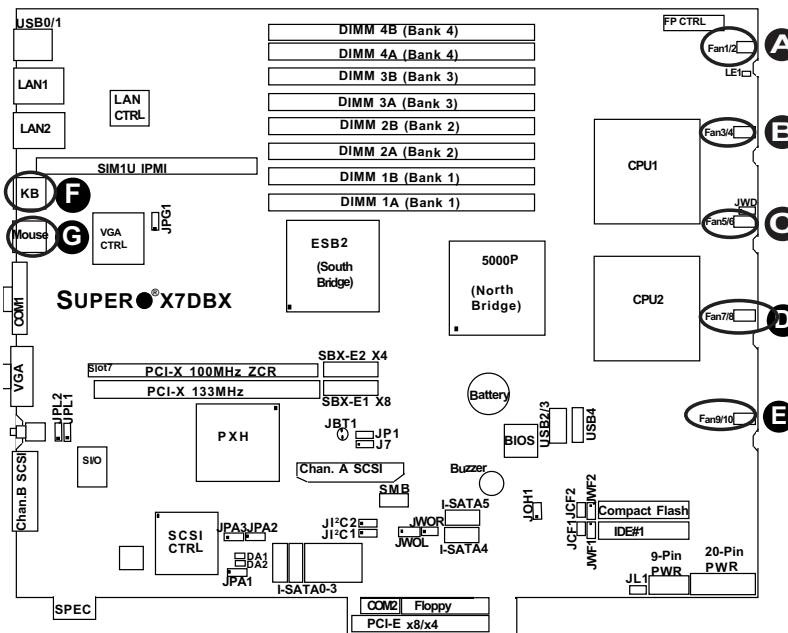 USB0/1
DIMM 4B (Bank 4)
FP CTRL
A
Fan1/2
DIMM 4A (Bank 4)
LE1
LAN1
DIMM 3B (Bank 3)
LAN
CTRL
DIMM 3A (Bank 3)
LAN2
DIMM 2B (Bank 2)
Fan3/4
B
DIMM 2A (Bank 2)
CPU1
SIM1U IPMI
DIMM 1B (Bank 1)
KB
F
DIMM 1A (Bank 1)
JWD
Fan5/6
C
Mouse
G
VGA
CTRL
JPG1
ESB2
(South
Bridge)
5000P
(North
Bridge)
CPU2
COM1
SUPER®X7DBX
Fan7/8
D
VGA
Slot7
PCI-X 100MHz ZCR
SBX-E2 X4
PCI-X 133MHz
SBX-E1 X8
Battery
JPL2
JPL1
PXH
JBT1
JP1
J7
BIOS
USB2/3
USB4
Fan9/10
E
Chan.B SCSI
SI/O
Chan. A SCSI
Buzzer
SMB
I-SATA5
JOH1
JCF2
JWF2
Compact Flash
SCSI
CTRL
JPA3
JPA2
JI²C2
JI²C1
JWOR
JWOL
I-SATA4
JCF1
JWF1
IDE#1
DA1
DA2
JPA1
I-SATA0-3
9-Pin
PWR
20-Pin
PWR
JL1
SPEC
COM2
Floppy
PCI-E x8/x4